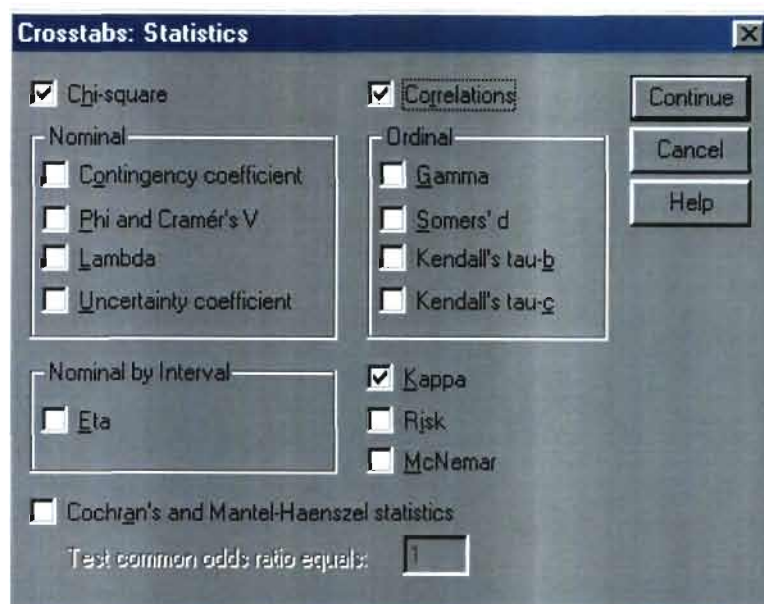 Crosstabs: Statistics
Chi-square
Correlations
Continue
Cancel
Help
Nominal
Contingency coefficient
Phi and Cramér's V
Lambda
Uncertainty coefficient
Ordinal
Gamma
Somers' d
Kendall's tau-b
Kendall's tau-c
Nominal by Interval
Eta
Kappa
Risk
McNemar
Cochran's and Mantel-Haenszel statistics
Test common odds ratio equals: 1